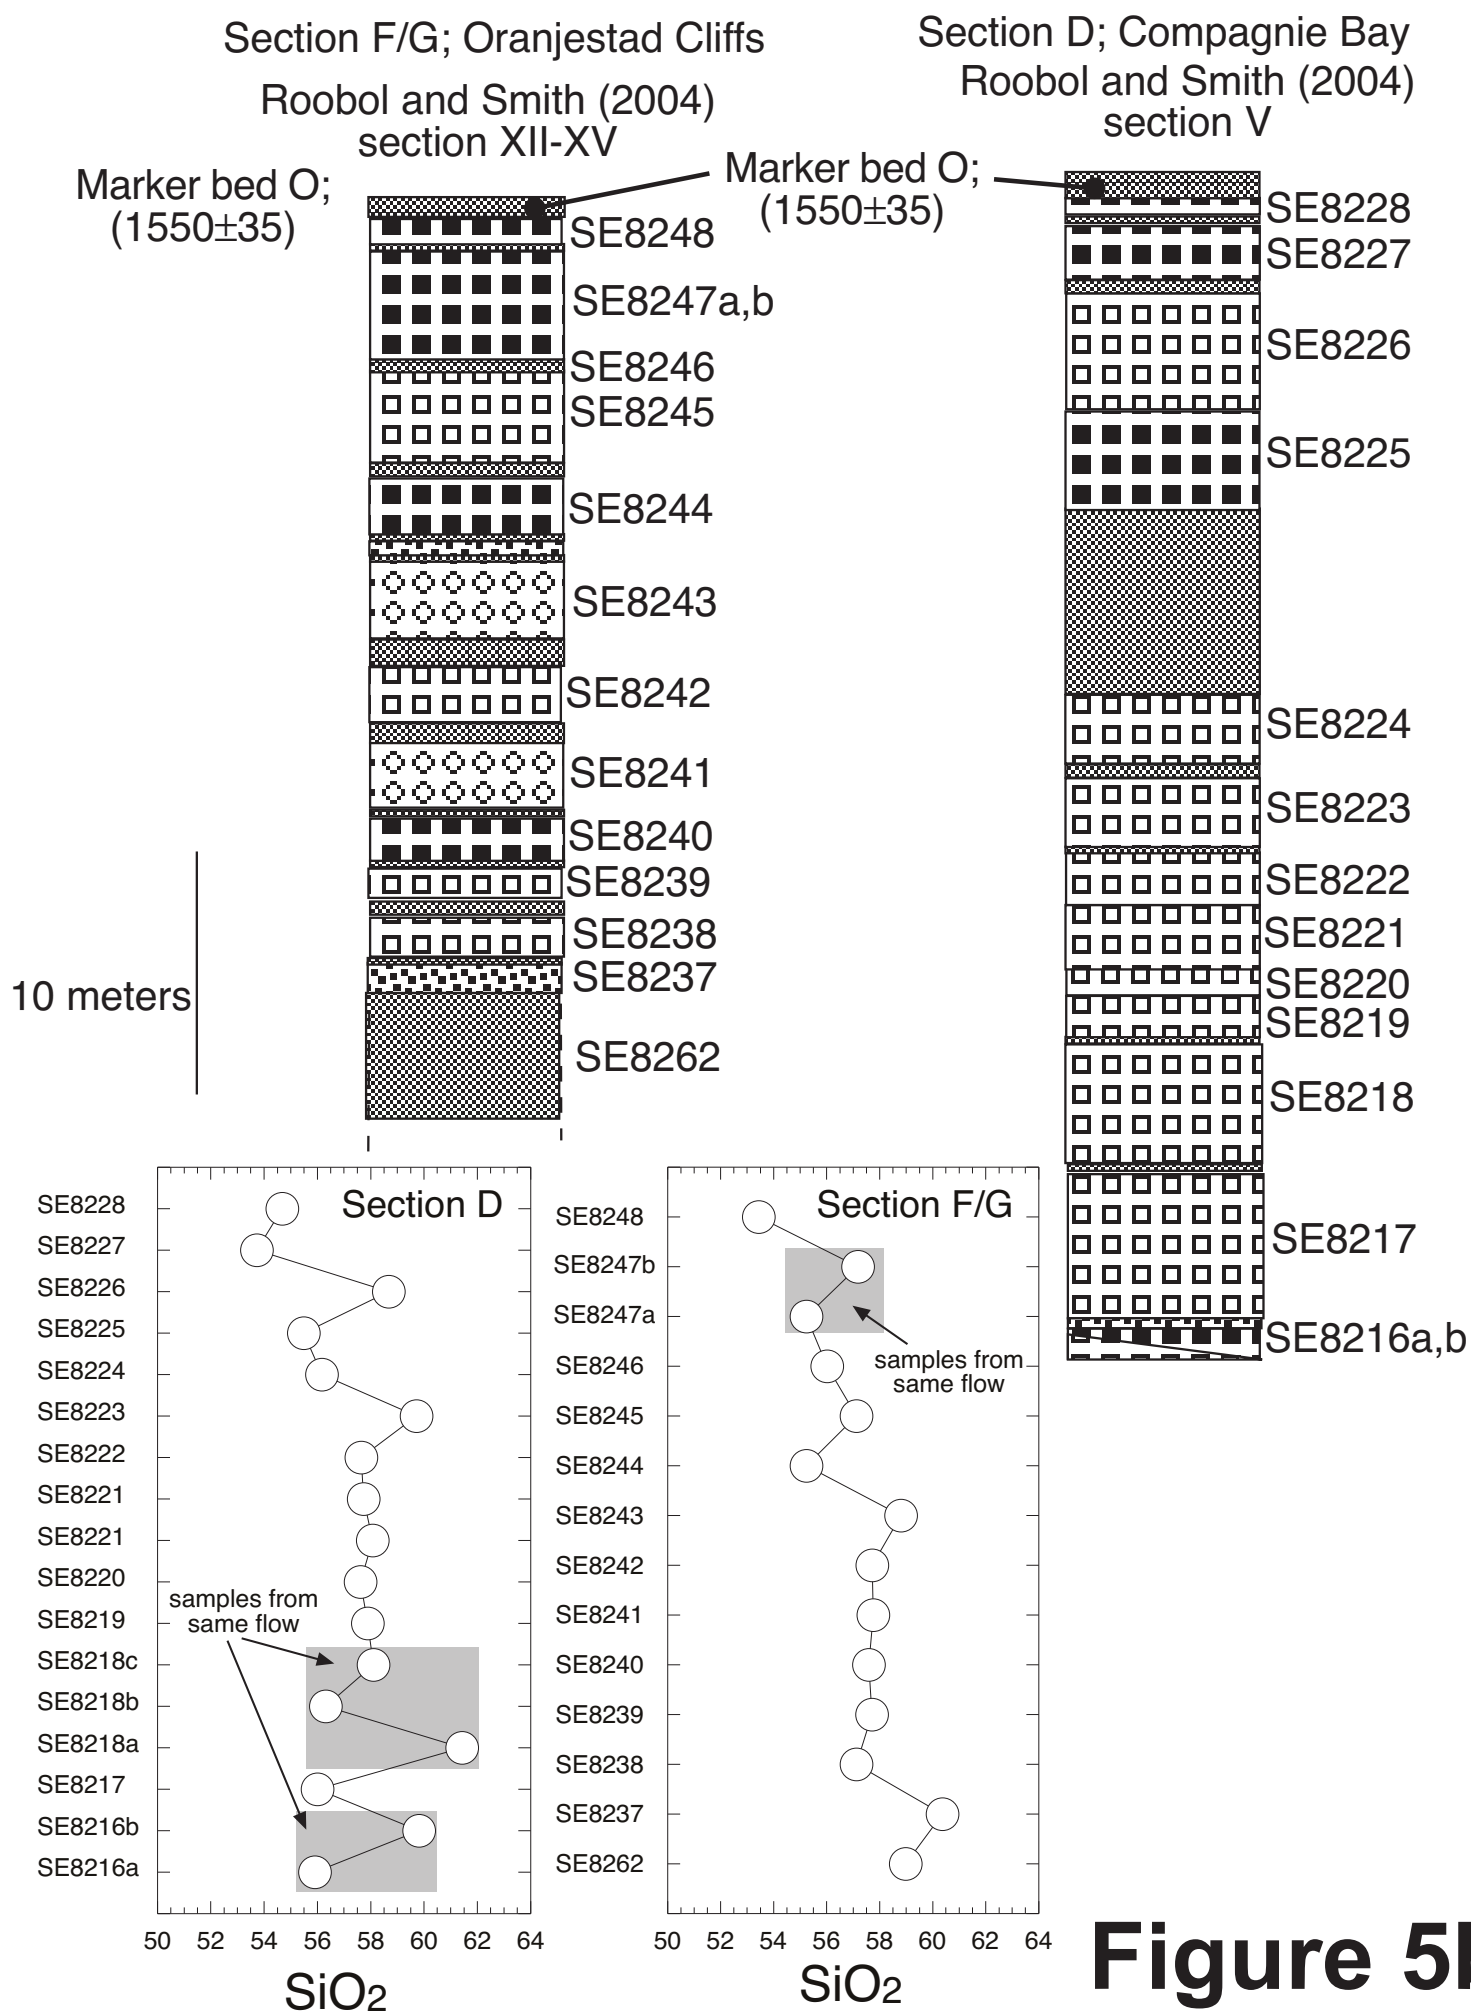 Section F/G; Oranjestad Cliffs
Roobol and Smith (2004)
section XII-XV
Section D; Compagnie Bay
Roobol and Smith (2004)
section V
Marker bed O;
(1550±35)
Marker bed O;
(1550±35)
SE8248
SE8247a,b
SE8246
SE8245
SE8244
SE8243
SE8242
SE8241
SE8240
SE8239
SE8238
SE8237
SE8262
10 meters
SE8228
SE8227
SE8226
SE8225
SE8224
SE8223
SE8222
SE8221
SE8220
SE8219
SE8218
SE8217
SE8216a,b
Section D
SE8228
SE8227
SE8226
SE8225
SE8224
SE8223
SE8222
SE8221
SE8221
SE8220
SE8219
SE8218c
SE8218b
SE8218a
SE8217
SE8216b
SE8216a
samples from
same flow
50 52 54 56 58 60 62 64
SiO2
Section F/G
SE8248
SE8247b
SE8247a
SE8246
SE8245
SE8244
SE8243
SE8242
SE8241
SE8240
SE8239
SE8238
SE8237
SE8262
samples from
same flow
50 52 54 56 58 60 62 64
SiO2
Figure 5